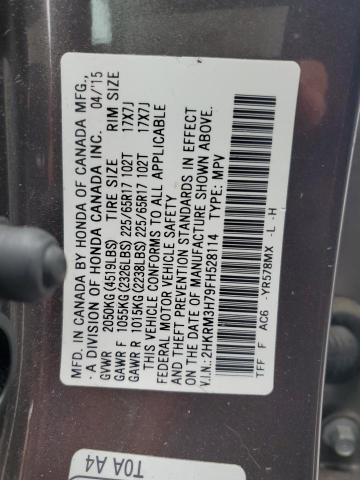 MFD. IN CANADA BY HONDA OF CANADA MFG.,
- A DIVISION OF HONDA CANADA INC. 04/15
GVWR 2050KG(4519LBS) TIRE SIZE RIM SIZE
GAWR F 1055KG(2326LBS) 225/65R17 102T 17X7J
GAWR R 1015KG(2238LBS) 225/65R17 102T 17X7J
THIS VEHICLE CONFORMS TO ALL APPLICABLE
FEDERAL MOTOR VEHICLE SAFETY
AND THEFT PREVENTION STANDARDS IN EFFECT
ON THE DATE OF MANUFACTURE SHOWN ABOVE.
V.I.N.:2HKRM3H79FH528114 TYPE: MPV
TFF F AC6 -YR578MX -L -H
T0A A4